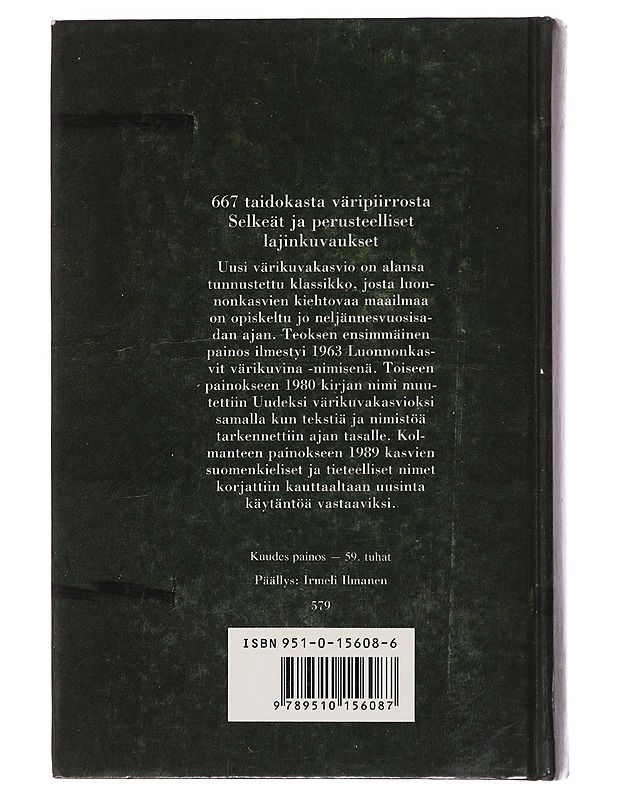 667 taidokasta väripiirrosta
Selkeät ja perusteelliset
lajinkuvaukset
Uusi värikuvakasvio on alansa
tunnustettu klassikko, josta luon-
nonkasvien kiehtovaa maailmaa
on opiskeltu jo neljännesvuosisa-
dan ajan. Teoksen ensimmäinen
painos ilmestyi 1963 Luonnonkas-
vit värikuvina -nimisenä. Toiseen
painokseen 1980 kirjan nimi muu-
tettiin Uudeksi värikuvakasvioksi
samalla kun tekstiä ja nimistöä
tarkennettiin ajan tasalle. Kol-
manteen painokseen 1989 kasvien
suomenkieliset ja tieteelliset nimet
korjattiin kauttaaltaan uusinta
käytäntöä vastaaviksi.
Kuudes painos – 59. tuhat
Päällys: Irmeli Ilmanen
579
ISBN 951-0-15608-6
9 789510 156087